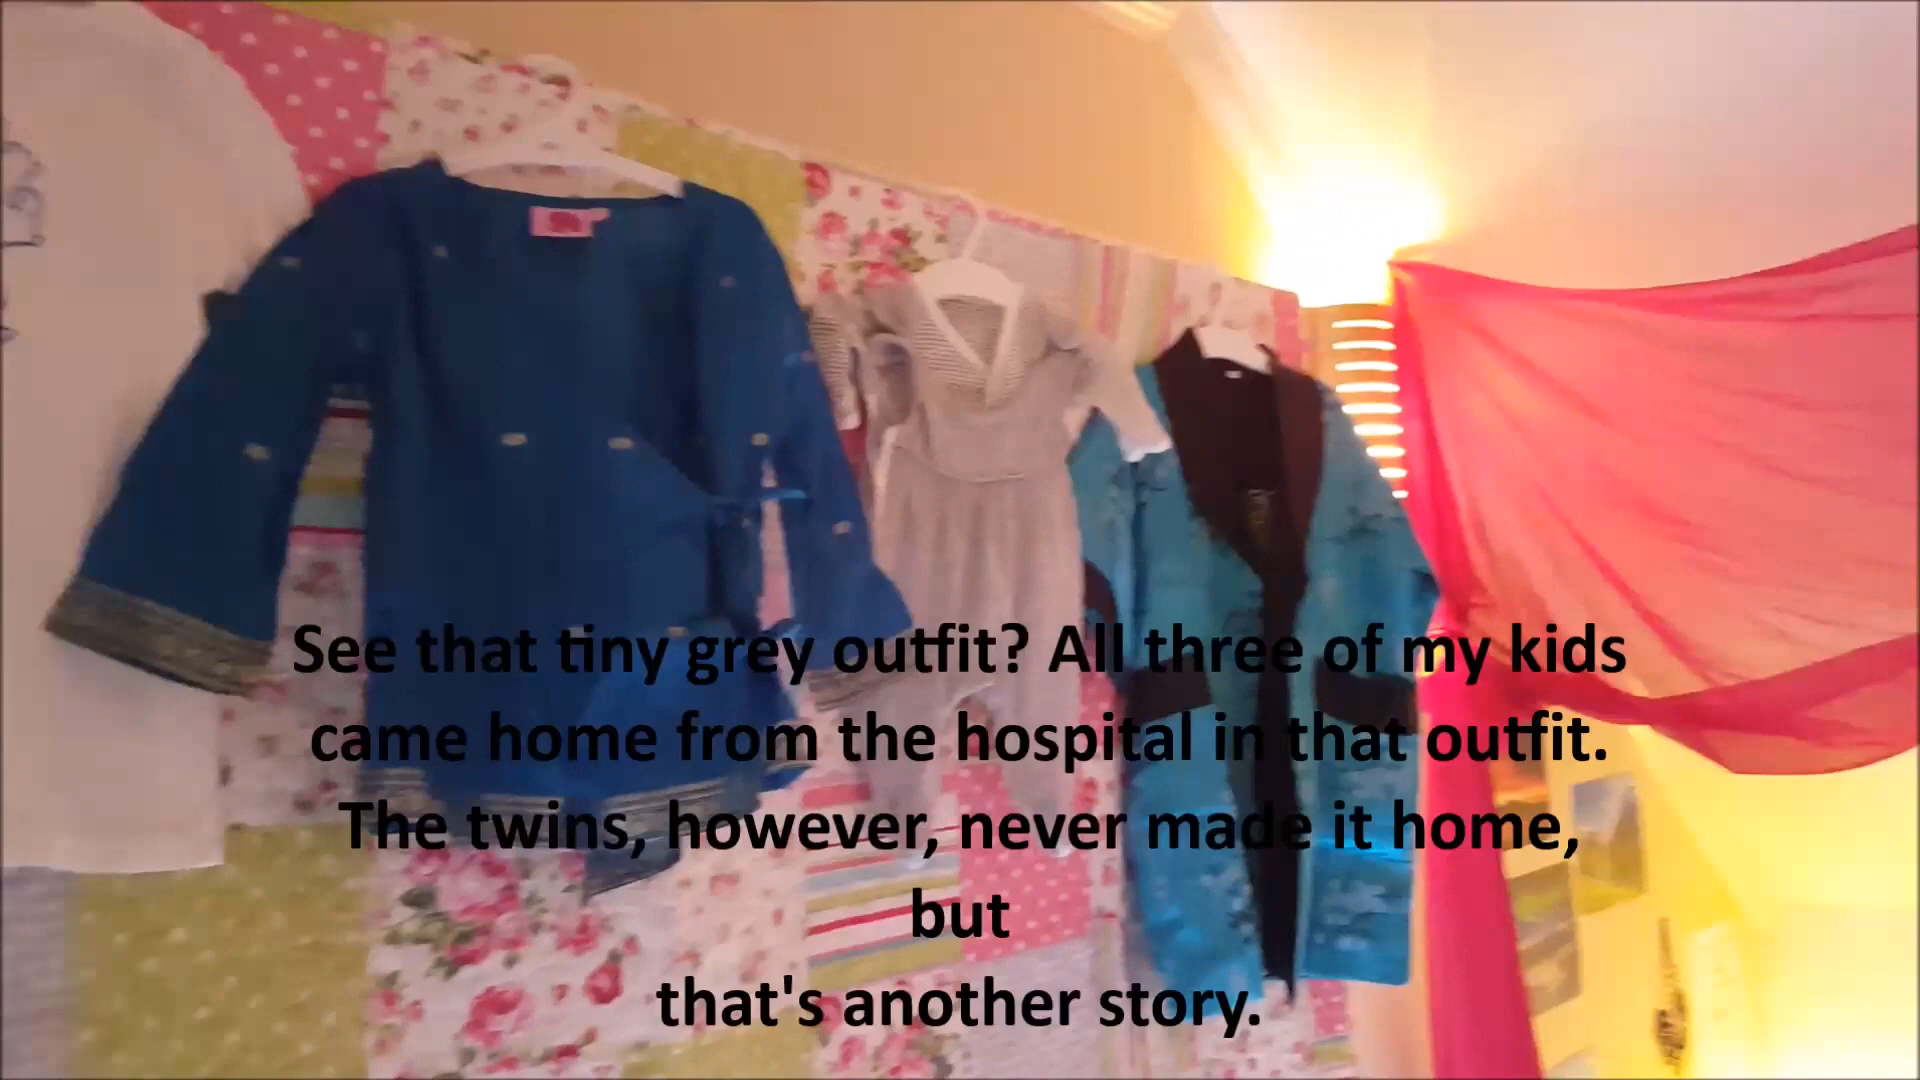 See that tiny grey outfit? All three of my kids
came home from the hospital in that outfit.
The twins, however, never made it home,
but
that's another story.